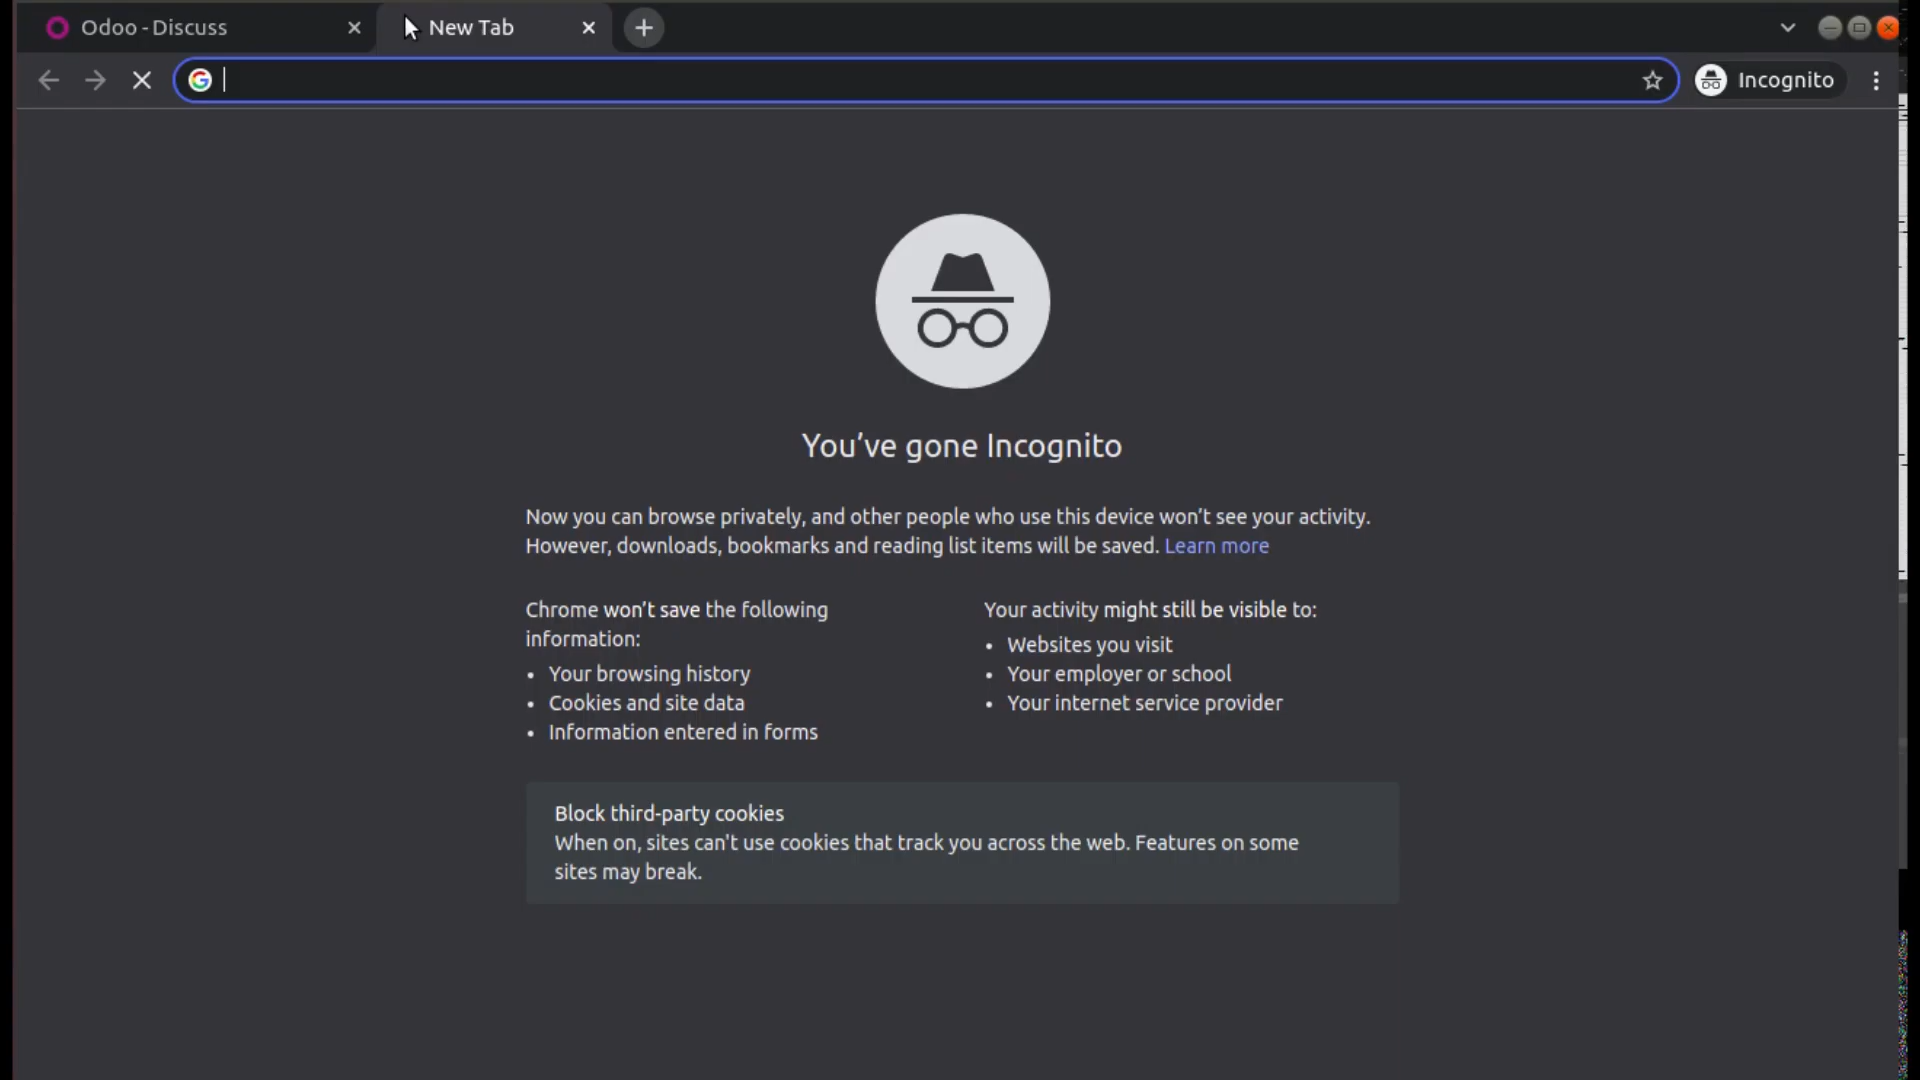 Odoo - Discuss
New Tab
Incognito
You've gone Incognito
Now you can browse privately, and other people who use this device won't see your activity.
However, downloads, bookmarks and reading list items will be saved. Learn more
Chrome won't save the following
information:
• Your browsing history
• Cookies and site data
• Information entered in forms
Your activity might still be visible to:
• Websites you visit
• Your employer or school
• Your internet service provider
Block third-party cookies
When on, sites can't use cookies that track you across the web. Features on some
sites may break.